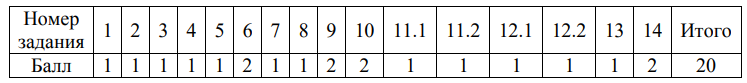 Номер задания 1 2 3 4 5 6 7 8 9 10 11.1 11.2 12.1 12.2 13 14 Итого
Балл 1 1 1 1 1 2 1 1 2 2 1 1 1 1 1 2 20